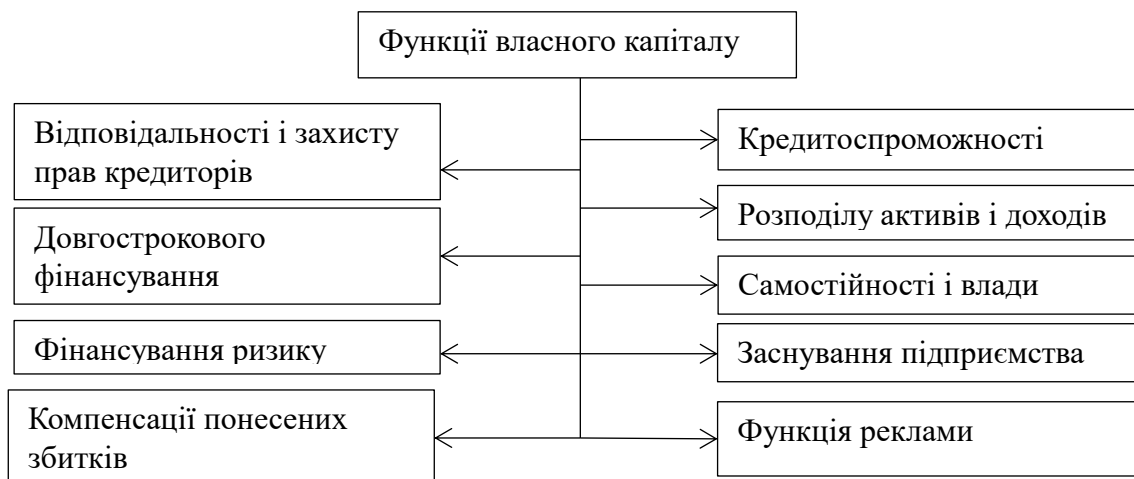 Функції власного капіталу
Відповідальності і захисту
прав кредиторів
Довгострокового
фінансування
Фінансування ризику
Компенсації понесених
збитків
Кредитоспроможності
Розподілу активів і доходів
Самостійності і влади
Заснування підприємства
Функція реклами